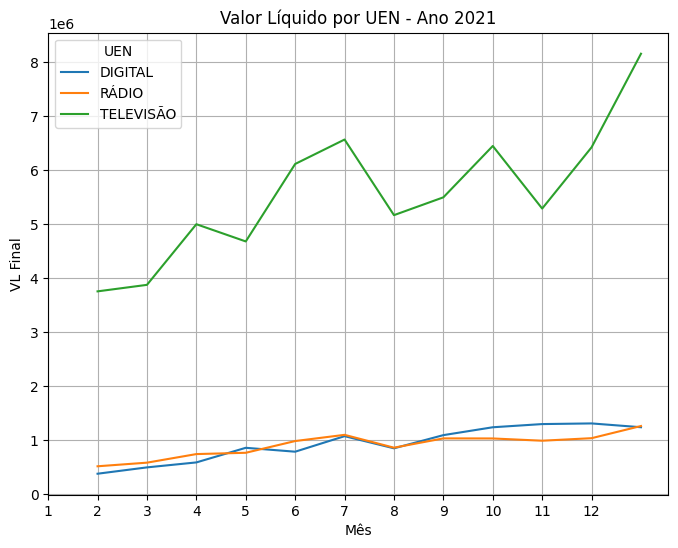 Valor Líquido por UEN - Ano 2021
1e6
UEN
DIGITAL
RÁDIO
TELEVISÃO
8
7
6
5
4
3
2
1
0
VL Final
1 2 3 4 5 6 7 8 9 10 11 12
Mês